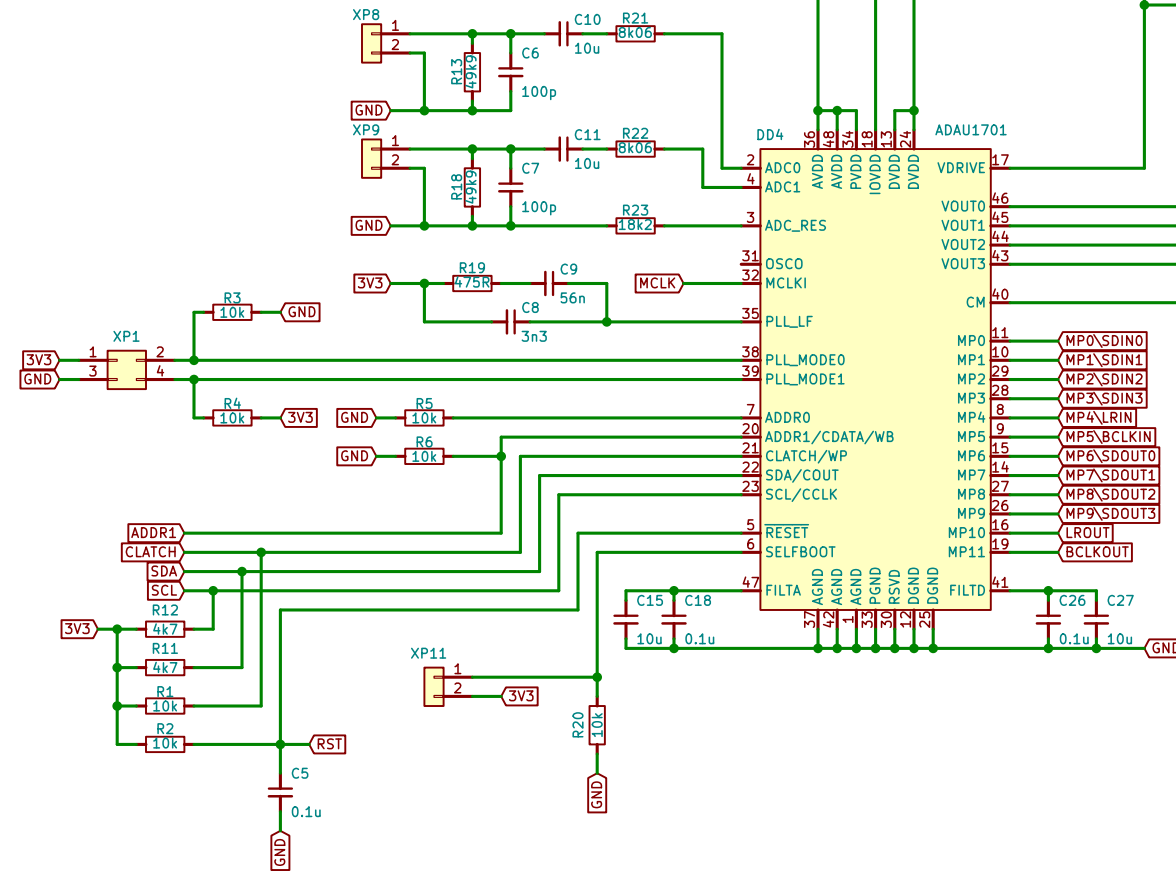 XP8
1
2
GND
R13
49k9
C6
100p
C10
10u
R21
8k06
XP9
1
2
GND
R18
49k9
C7
100p
C11
10u
R22
8k06
R23
18k2
3V3
R19
475R
C9
56n
C8
3n3
MCLK
R3
10k
GND
XP1
3V3
1
2
GND
3
4
R4
10k
3V3
GND
R5
10k
GND
R6
10k
ADDR1
CLATCH
SDA
SCL
3V3
R12
4k7
R11
4k7
R1
10k
R2
10k
RST
C5
0.1u
GND
XP11
1
2
3V3
R20
10k
GND
DD4
ADAU1701
36
48
34
18
13
24
AVDD
AVDD
PVDD
IOVDD
DVDD
DVDD
2
ADC0
4
ADC1
3
ADC_RES
31
OSCO
32
MCLKI
35
PLL_LF
38
PLL_MODE0
39
PLL_MODE1
7
ADDR0
20
ADDR1/CDATA/WB
21
CLATCH/WP
22
SDA/COUT
23
SCL/CCLK
5
RESET
6
SELFBOOT
47
FILTA
VDRIVE
17
VOUT0
46
VOUT1
45
VOUT2
44
VOUT3
43
CM
40
MP0
11
MP0\SDIN0
MP1
10
MP1\SDIN1
MP2
29
MP2\SDIN2
MP3
28
MP3\SDIN3
MP4
8
MP4\LRIN
MP5
9
MP5\BCLKIN
MP6
15
MP6\SDOUT0
MP7
14
MP7\SDOUT1
MP8
27
MP8\SDOUT2
MP9
26
MP9\SDOUT3
MP10
16
LROUT
MP11
19
BCLKOUT
FILTD
41
AGND
AGND
AGND
PGND
RSVD
DGND
DGND
37
42
1
33
30
12
25
C15
10u
C18
0.1u
C26
0.1u
C27
10u
GND